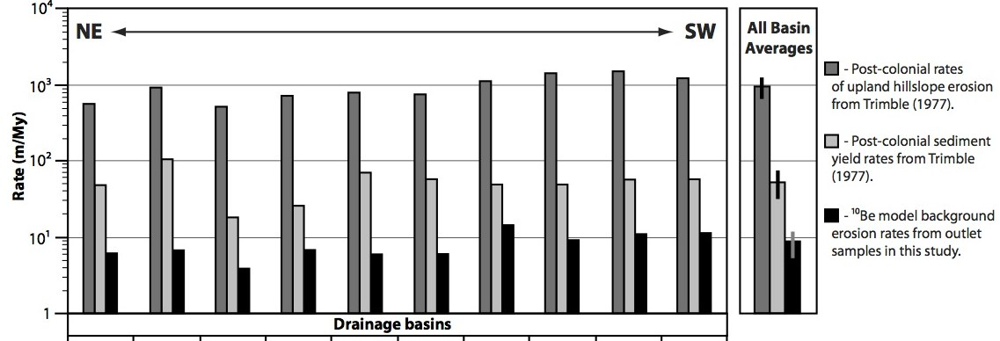 10⁴
NE
SW
All Basin
Averages
10³
10²
10¹
1
Rate (m/My)
Drainage basins
- Post-colonial rates
of upland hillslope erosion
from Trimble (1977).
- Post-colonial sediment
yield rates from Trimble
(1977).
- ¹⁰Be model background
erosion rates from outlet
samples in this study.